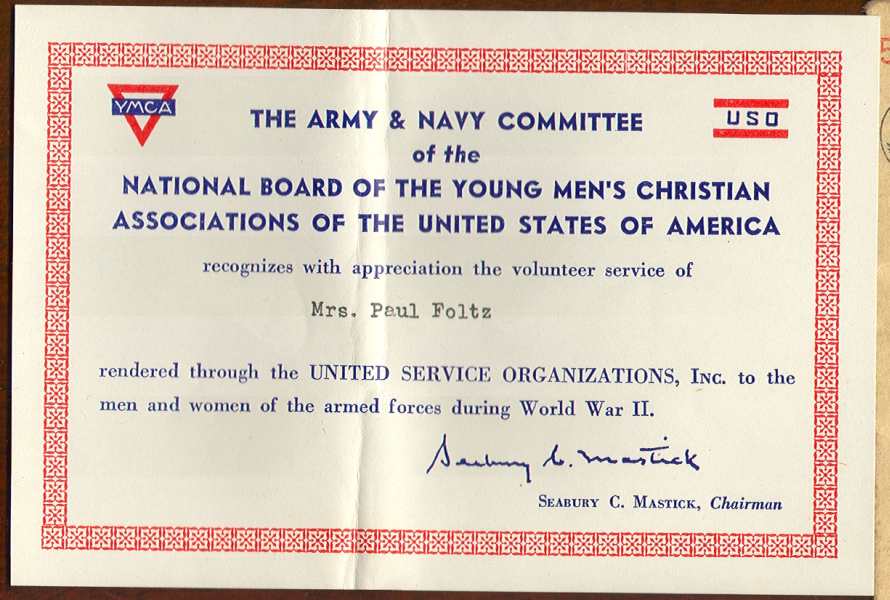 YMCA
USO
THE ARMY & NAVY COMMITTEE
of the
NATIONAL BOARD OF THE YOUNG MEN'S CHRISTIAN
ASSOCIATIONS OF THE UNITED STATES OF AMERICA
recognizes with appreciation the volunteer service of
Mrs. Paul Foltz
rendered through the UNITED SERVICE ORGANIZATIONS, INC. to the
men and women of the armed forces during World War II.
Seabury C. Mastick
SEABURY C. MASTICK, Chairman